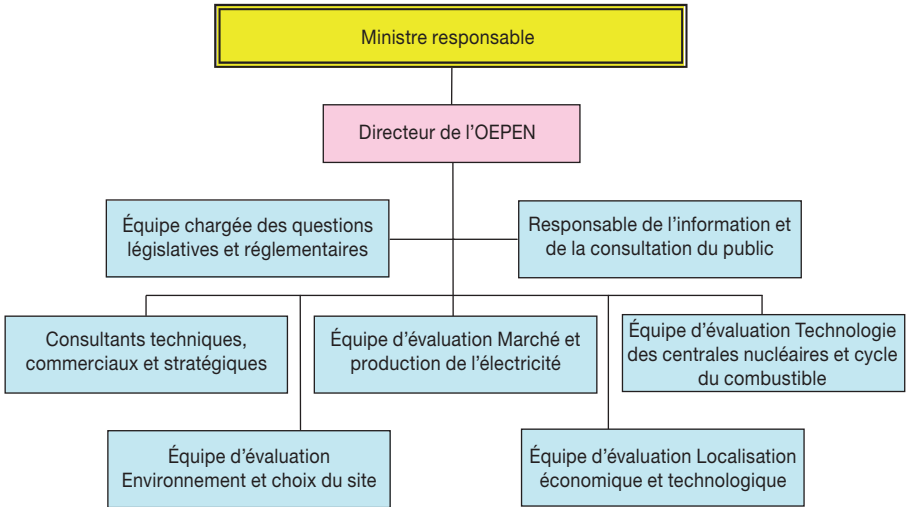 Ministre responsable
Directeur de l’OEPEN
Équipe chargée des questions
législatives et réglementaires
Responsable de l’information et
de la consultation du public
Consultants techniques,
commerciaux et stratégiques
Équipe d’évaluation Marché et
production de l’électricité
Équipe d’évaluation Technologie
des centrales nucléaires et cycle
du combustible
Équipe d’évaluation
Environnement et choix du site
Équipe d’évaluation Localisation
économique et technologique